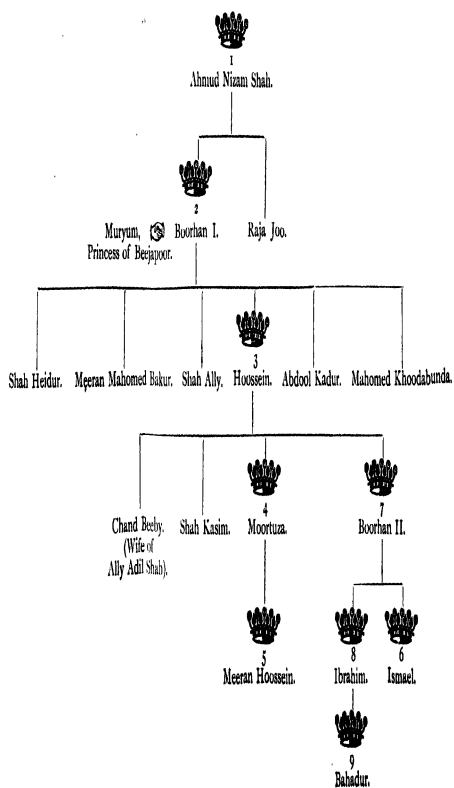 1
Ahmud Nizam Shah.
2
Muryum, Boorhan I. Raja Joo.
Princess of Beejapoor.
3
Shah Heidur. Meeran Mahomed Bakur. Shah Ally. Hoossein. Abdool Kadur. Mahomed Khoodabunda.
4 7
Chand Beeby. Shah Kasim. Moortuza. Boorhan II.
(Wife of
Ally Adil Shah).
5 8 6
Meeran Hoossein. Ibrahim. Ismael.
9
Bahadur.